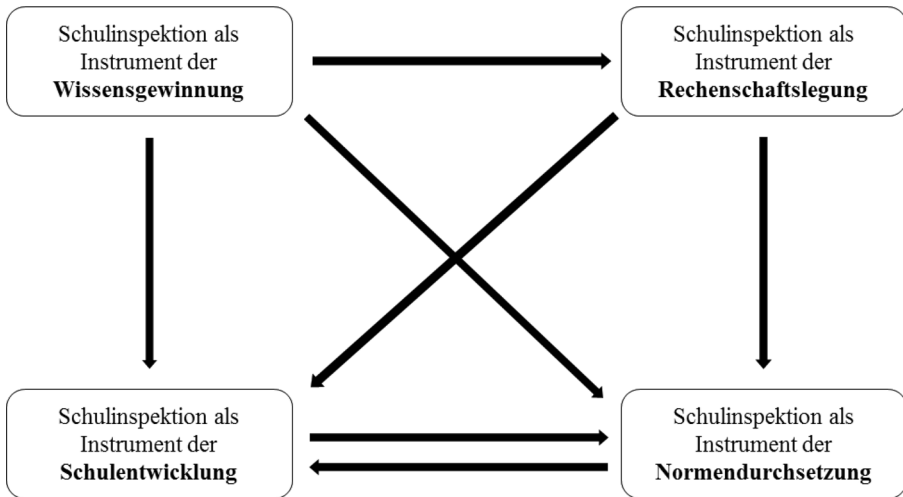 Schulinspektion als
Instrument der
Wissensgewinnung
Schulinspektion als
Instrument der
Rechenschaftslegung
Schulinspektion als
Instrument der
Schulentwicklung
Schulinspektion als
Instrument der
Normendurchsetzung